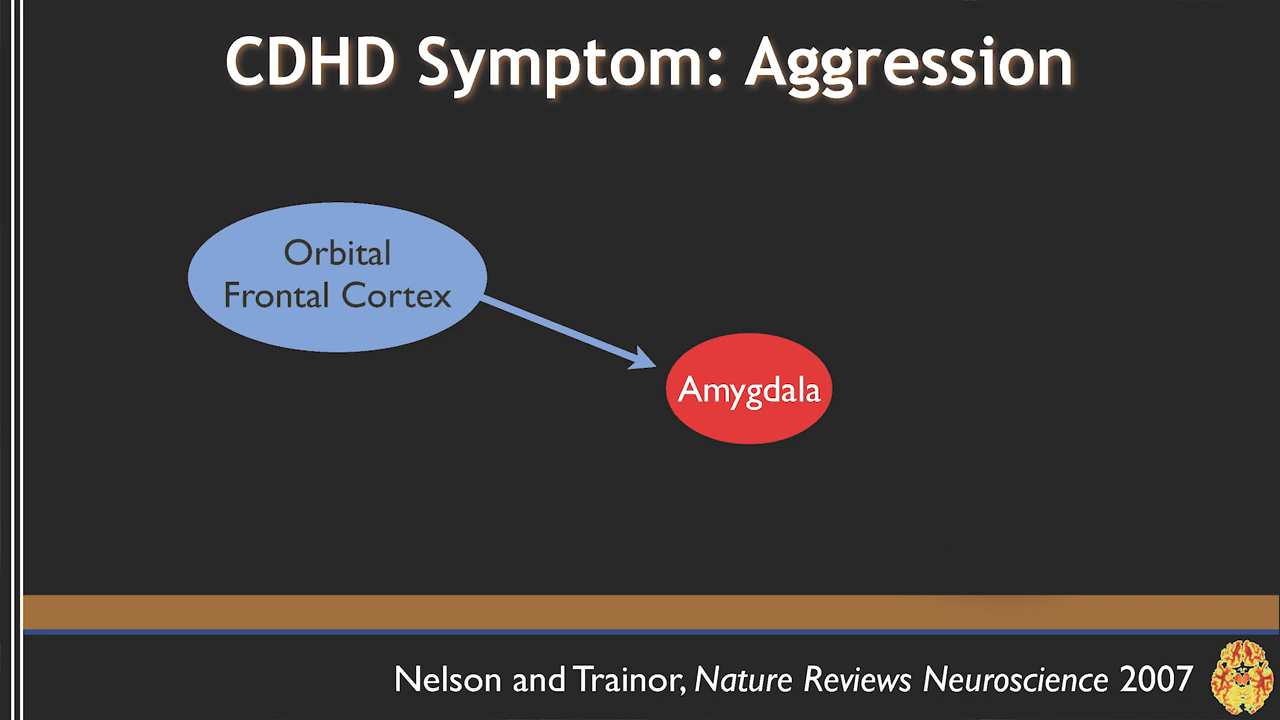 CDHD Symptom: Aggression
Orbital
Frontal Cortex
Amygdala
Nelson and Trainor, Nature Reviews Neuroscience 2007